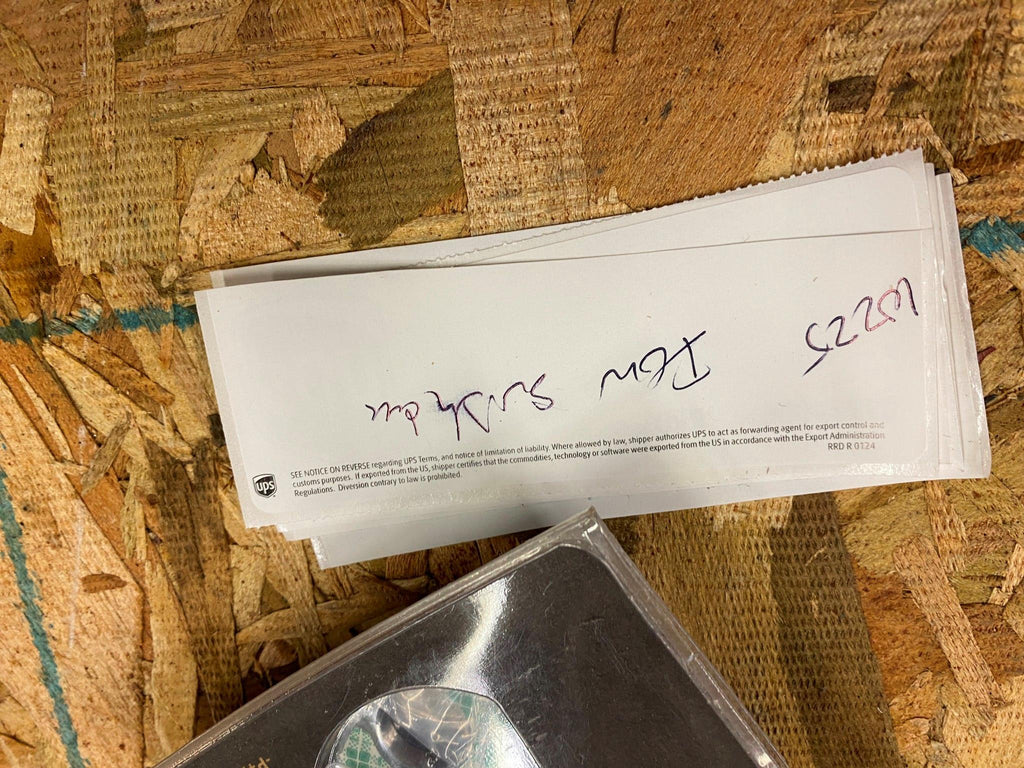 SEE NOTICE ON REVERSE regarding UPS Terms, and notice of limitation of liability. Where allowed by law, shipper authorizes UPS to act as forwarding agent for export control and
customs purposes. If exported from the US, shipper certifies that the commodities, technology or software were exported from the US in accordance with the Export Administration
Regulations. Diversion contrary to law is prohibited.
RRD R 0124
ups